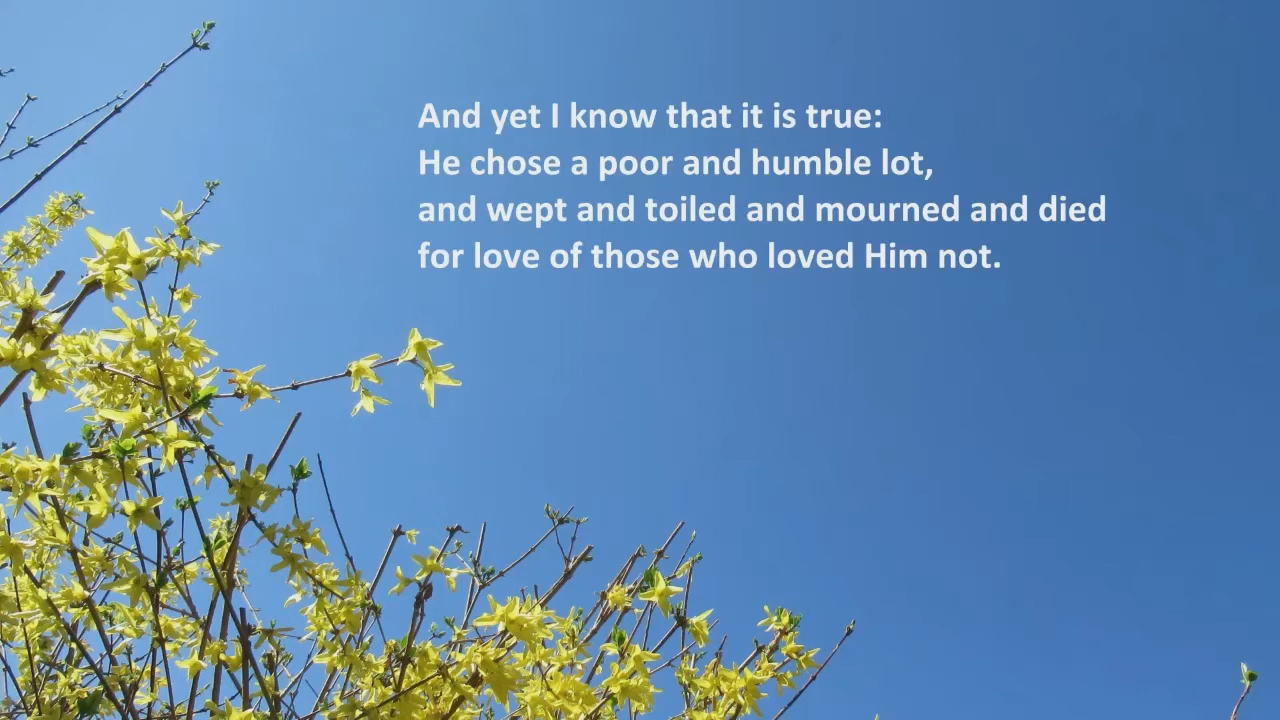 And yet I know that it is true:
He chose a poor and humble lot,
and wept and toiled and mourned and died
for love of those who loved Him not.